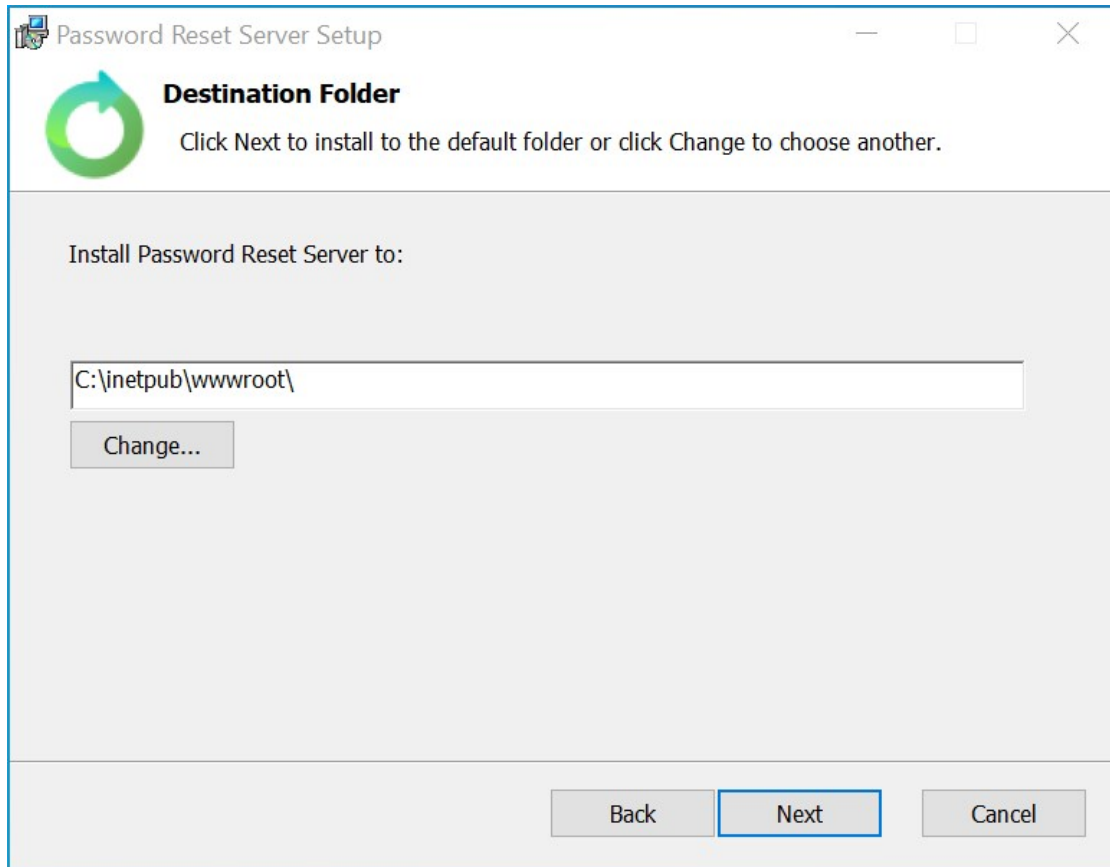 Password Reset Server Setup
Destination Folder
Click Next to install to the default folder or click Change to choose another.
Install Password Reset Server to:
C:\inetpub\wwwroot\
Change...
Back Next Cancel